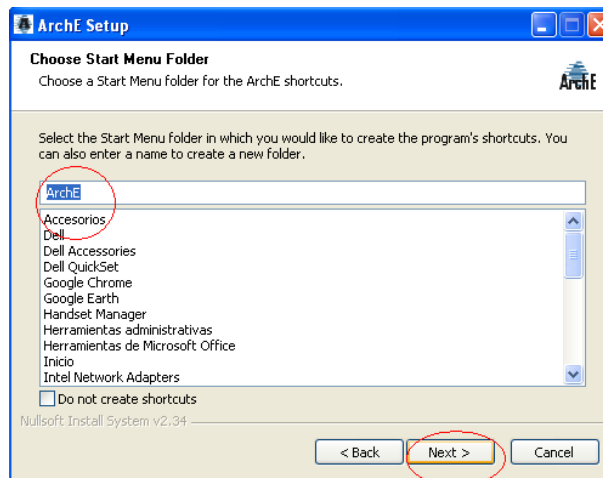 ArchE Setup
Choose Start Menu Folder
Choose a Start Menu folder for the ArchE shortcuts.
ArchE
Select the Start Menu folder in which you would like to create the program's shortcuts. You
can also enter a name to create a new folder.
ArchE
Accesorios
Dell
Dell Accessories
Dell QuickSet
Google Chrome
Google Earth
Handset Manager
Herramientas administrativas
Herramientas de Microsoft Office
Inicio
Intel Network Adapters
Do not create shortcuts
Nullsoft Install System v2.34
< Back
Next >
Cancel